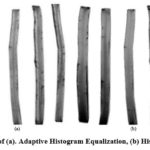 (a) (b)
of (a). Adaptive Histogram Equalization, (b) His